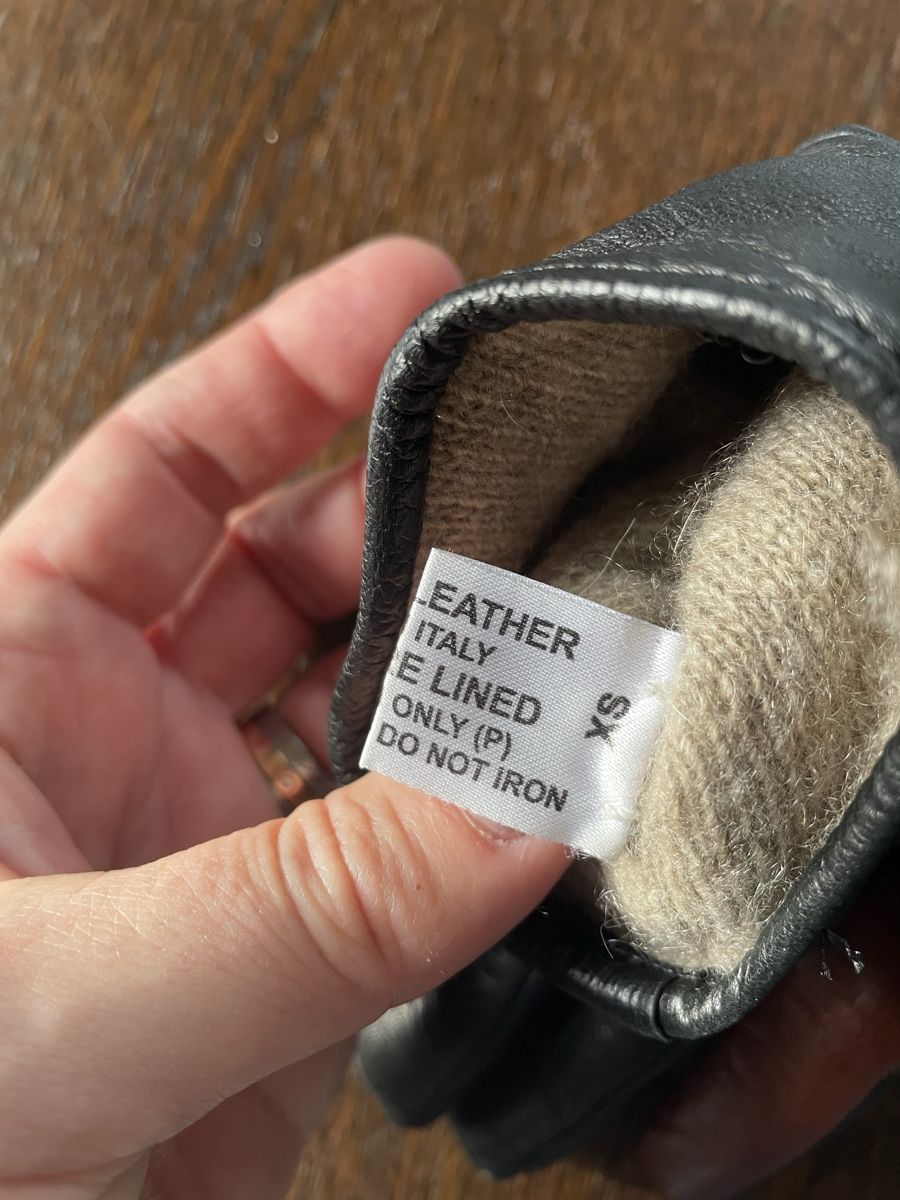 LEATHER
ITALY
E LINED
ONLY (P)
DO NOT IRON
XS